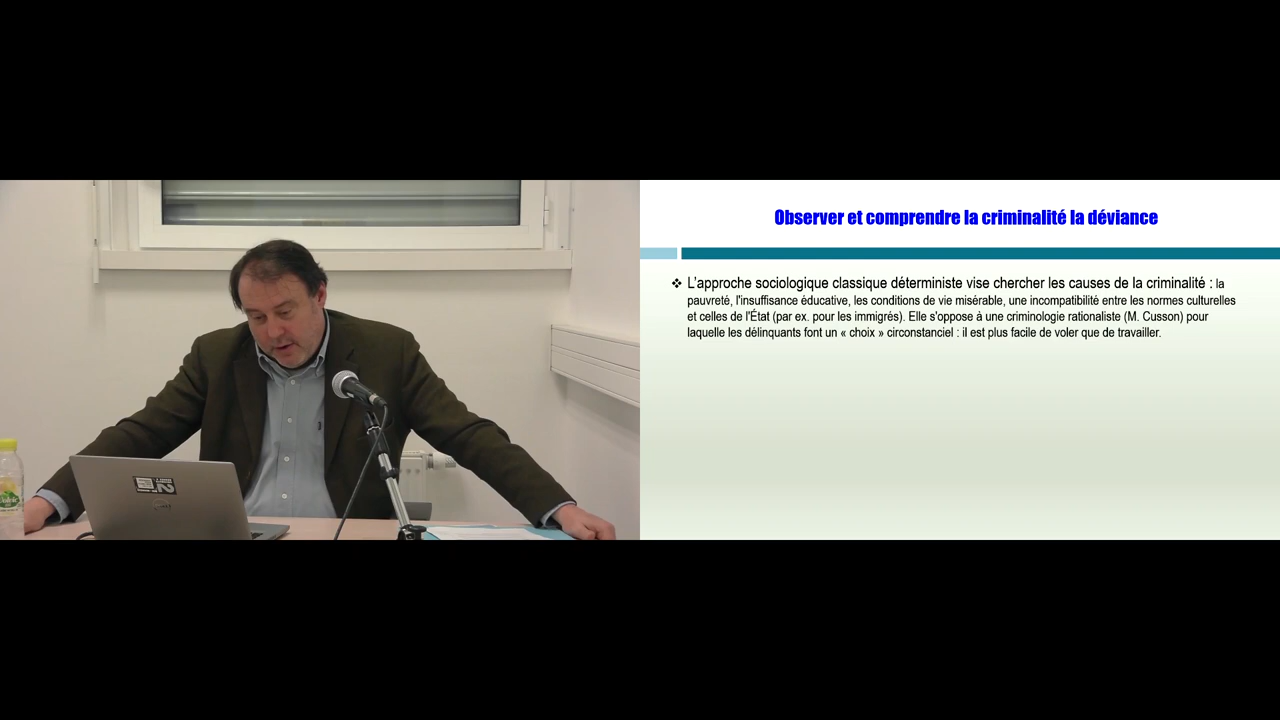 Observer et comprendre la criminalité la déviance
❖ L'approche sociologique classique déterministe vise chercher les causes de la criminalité : la
pauvreté, l'insuffisance éducative, les conditions de vie misérable, une incompatibilité entre les normes culturelles
et celles de l'État (par ex. pour les immigrés). Elle s'oppose à une criminologie rationaliste (M. Cusson) pour
laquelle les délinquants font un « choix » circonstanciel : il est plus facile de voler que de travailler.